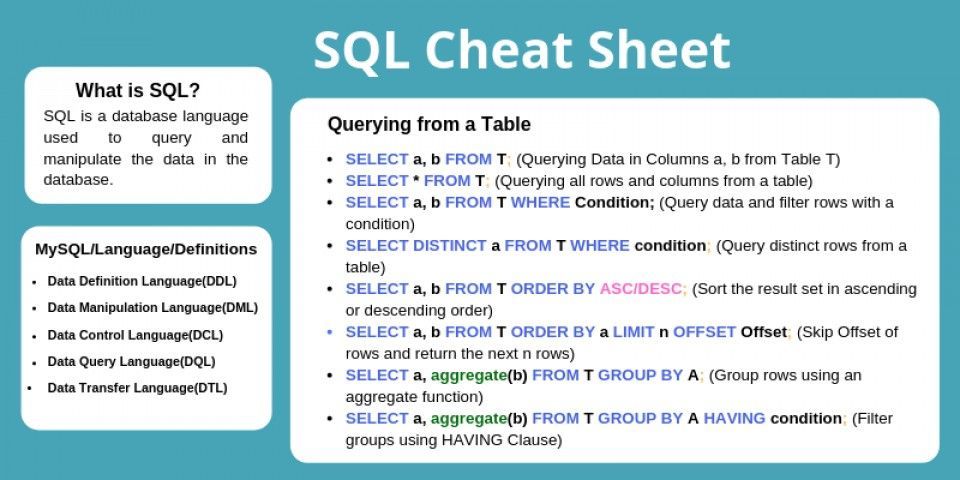 SQL Cheat Sheet
What is SQL?
SQL is a database language
used to query and
manipulate the data in the
database.
MySQL/Language/Definitions
• Data Definition Language(DDL)
• Data Manipulation Language(DML)
• Data Control Language(DCL)
• Data Query Language(DQL)
• Data Transfer Language(DTL)
Querying from a Table
• SELECT a, b FROM T; (Querying Data in Columns a, b from Table T)
• SELECT * FROM T; (Querying all rows and columns from a table)
• SELECT a, b FROM T WHERE Condition; (Query data and filter rows with a
condition)
• SELECT DISTINCT a FROM T WHERE condition; (Query distinct rows from a
table)
• SELECT a, b FROM T ORDER BY ASC/DESC; (Sort the result set in ascending
or descending order)
• SELECT a, b FROM T ORDER BY a LIMIT n OFFSET Offset; (Skip Offset of
rows and return the next n rows)
• SELECT a, aggregate(b) FROM T GROUP BY A; (Group rows using an
aggregate function)
• SELECT a, aggregate(b) FROM T GROUP BY A HAVING condition; (Filter
groups using HAVING Clause)